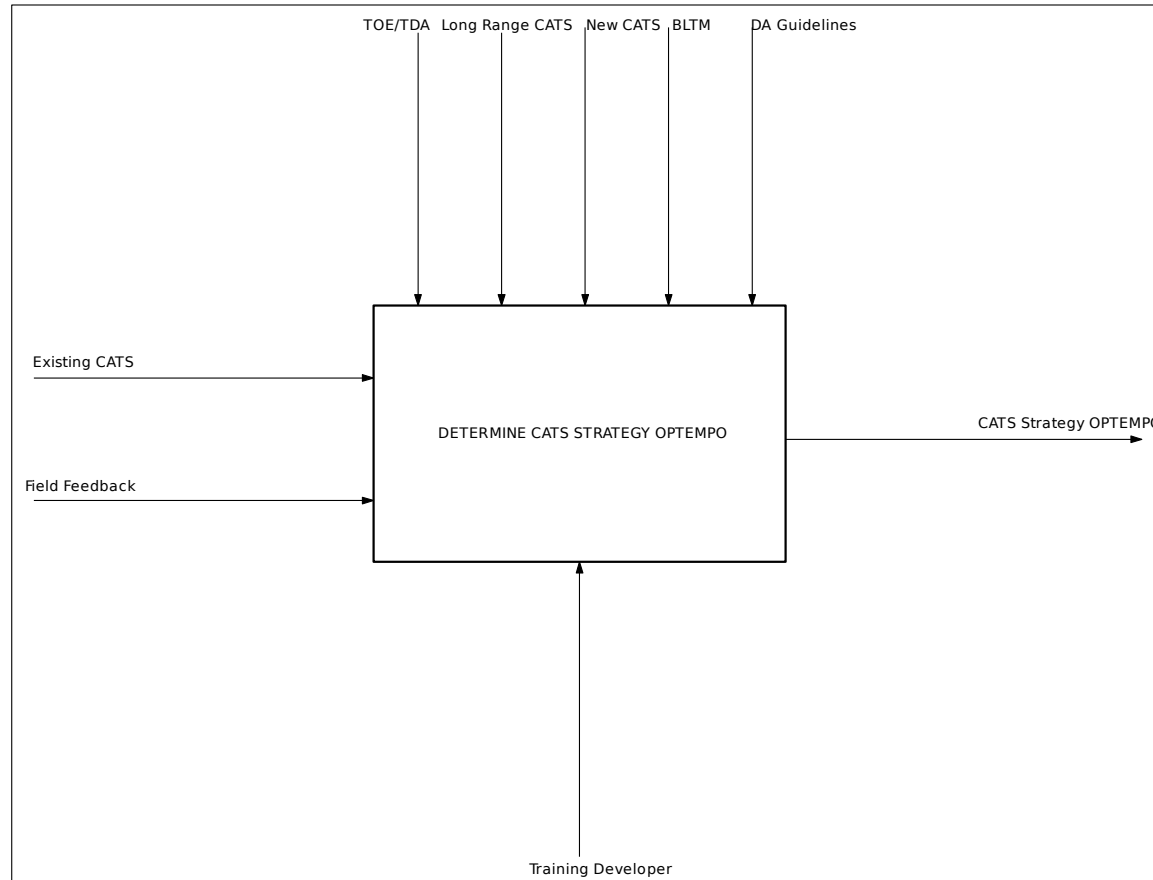 TOE/TDA Long Range CATS New CATS BLTM DA Guidelines
Existing CATS
DETERMINE CATS STRATEGY OPTEMPO
CATS Strategy OPTEMPO
Field Feedback
Training Developer